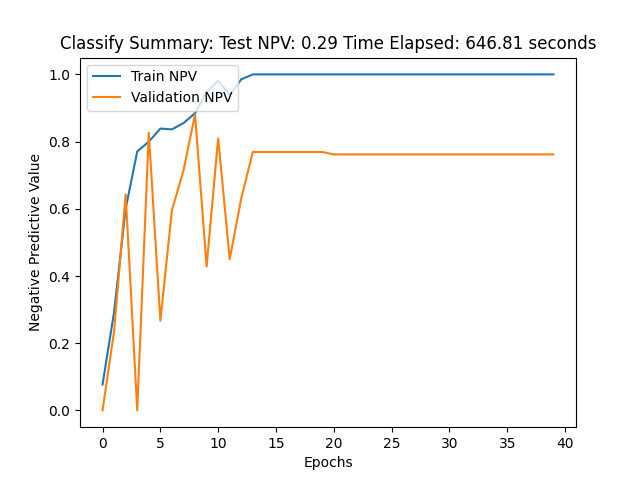 Classify Summary: Test NPV: 0.29 Time Elapsed: 646.81 seconds
Train NPV
Validation NPV
Negative Predictive Value
1.0
0.8
0.6
0.4
0.2
0.0
0 5 10 15 20 25 30 35 40
Epochs